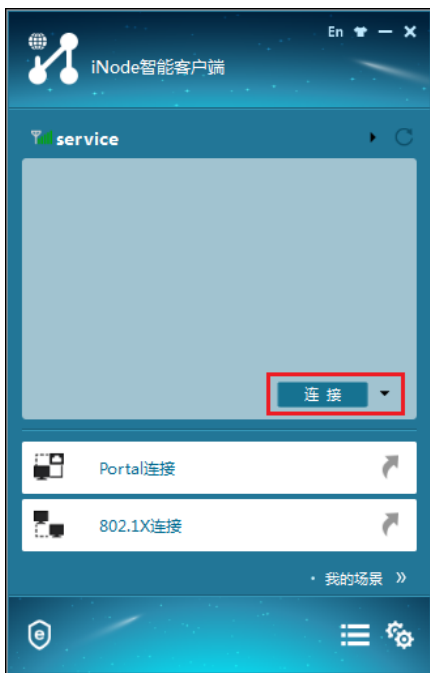 En
iNode智能客户端
service
连 接
Portal连接
802.1X连接
· 我的场景 »
e